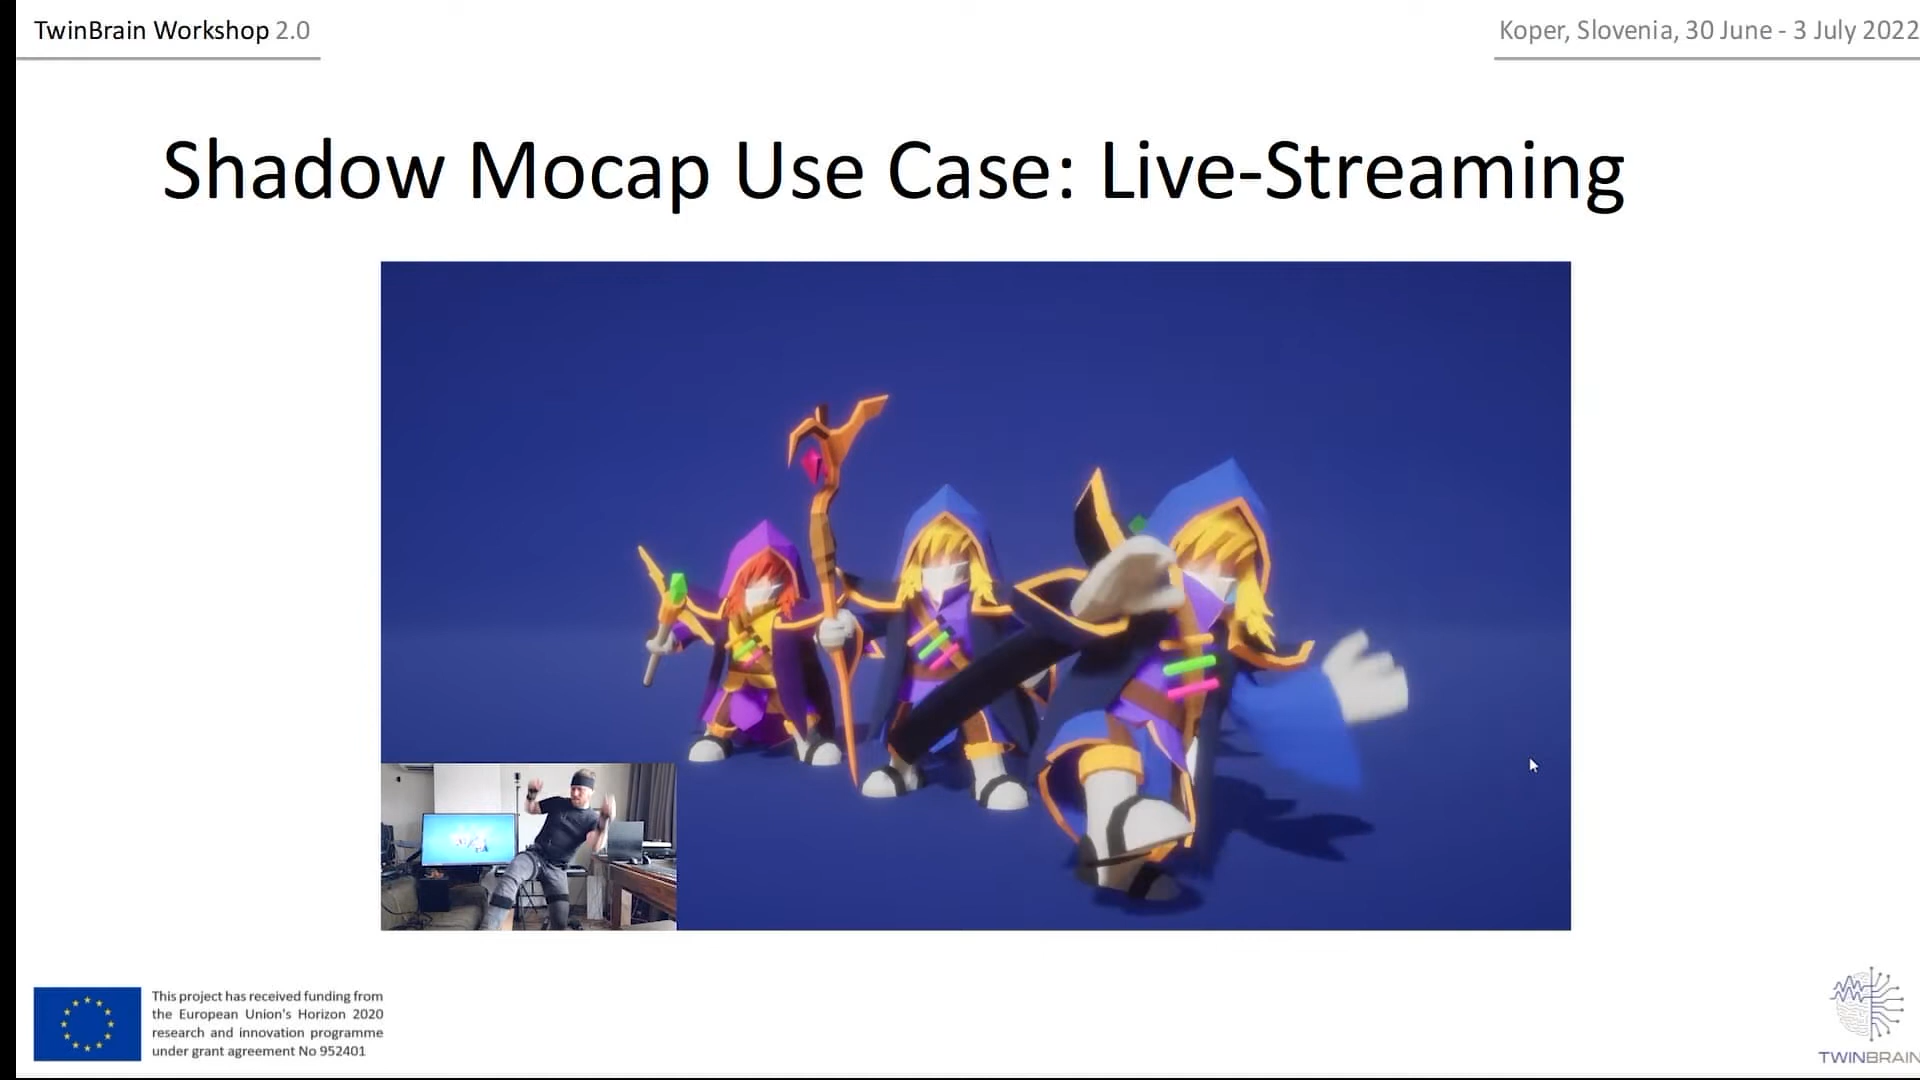 TwinBrain Workshop 2.0
Koper, Slovenia, 30 June - 3 July 2022
Shadow Mocap Use Case: Live-Streaming
This project has received funding from
the European Union's Horizon 2020
research and innovation programme
under grant agreement No 952401
TWINBRAIN